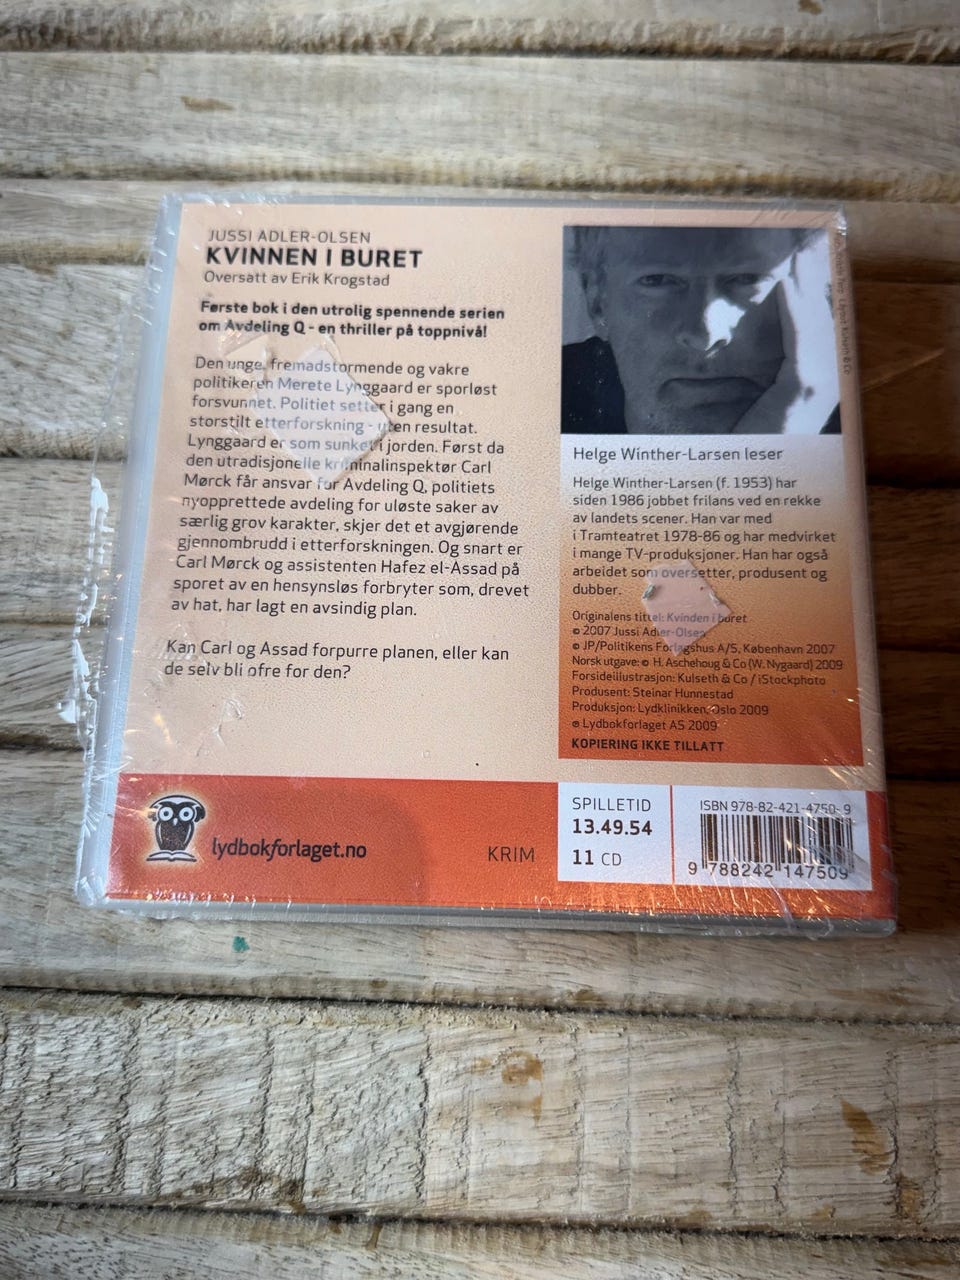 JUSSI ADLER-OLSEN
KVINNEN I BURET
Oversatt av Erik Krogstad
Første bok i den utrolig spennende serien
om Avdeling Q - en thriller på toppnivå!
Den unge, fremadstormende og vakre
politikeren Merete Lynggaard er sporløst
forsvunnet. Politiet setter i gang en
storstilt etterforskning - uten resultat.
Lynggaard er som sunket i jorden. Først da
den utradisjonelle kriminalinspektør Carl
Mørck får ansvar for Avdeling Q, politiets
nyopprettede avdeling for uløste saker av
særlig grov karakter, skjer det et avgjørende
gjennombrudd i etterforskningen. Og snart er
Carl Mørck og assistenten Hafez el-Assad på
sporet av en hensynsløs forbryter som, drevet
av hat, har lagt en avsindig plan.
Kan Carl og Assad forpurre planen, eller kan
de selv bli ofre for den?
Helge Winther-Larsen leser
Helge Winther-Larsen (f. 1953) har
siden 1986 jobbet frilans ved en rekke
av landets scener. Han var med
i Tramteatret 1978-86 og har medvirket
i mange TV-produksjoner. Han har også
arbeidet som oversetter, produsent og
dubber.
Originalens tittel: Kvinden i buret
© 2007 Jussi Adler-Olsen
© JP/Politikens Forlagshus A/S, København 2007
Norsk utgave: © H. Aschehoug & Co (W. Nygaard) 2009
Forsideillustrasjon: Kulseth & Co / iStockphoto
Produsent: Steinar Hunnestad
Produksjon: Lydklinikken, Oslo 2009
℗ Lydbokforlaget AS 2009
KOPIERING IKKE TILLATT
lydbokforlaget.no
KRIM
SPILLETID
13.49.54
11 CD
ISBN 978-82-421-4750-9
9 788242 147509